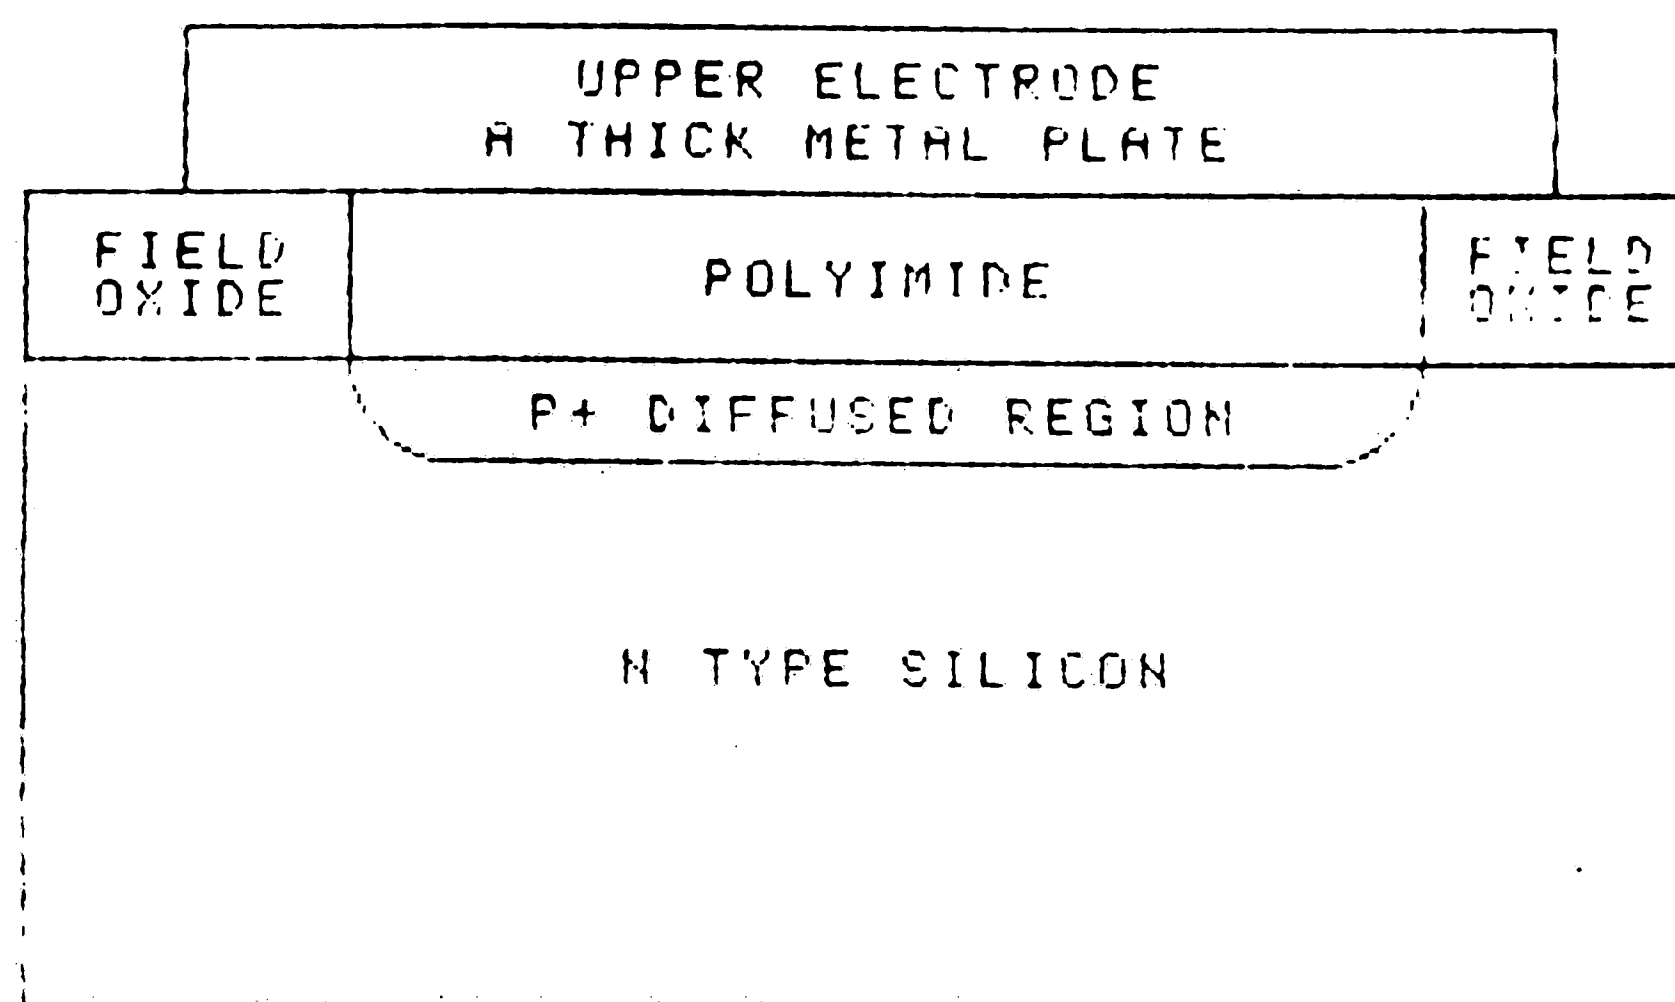 UPPER ELECTRODE
A THICK METAL PLATE
FIELD
OXIDE
POLYIMIDE
FIELD
OXIDE
P+ DIFFUSED REGION
N TYPE SILICON